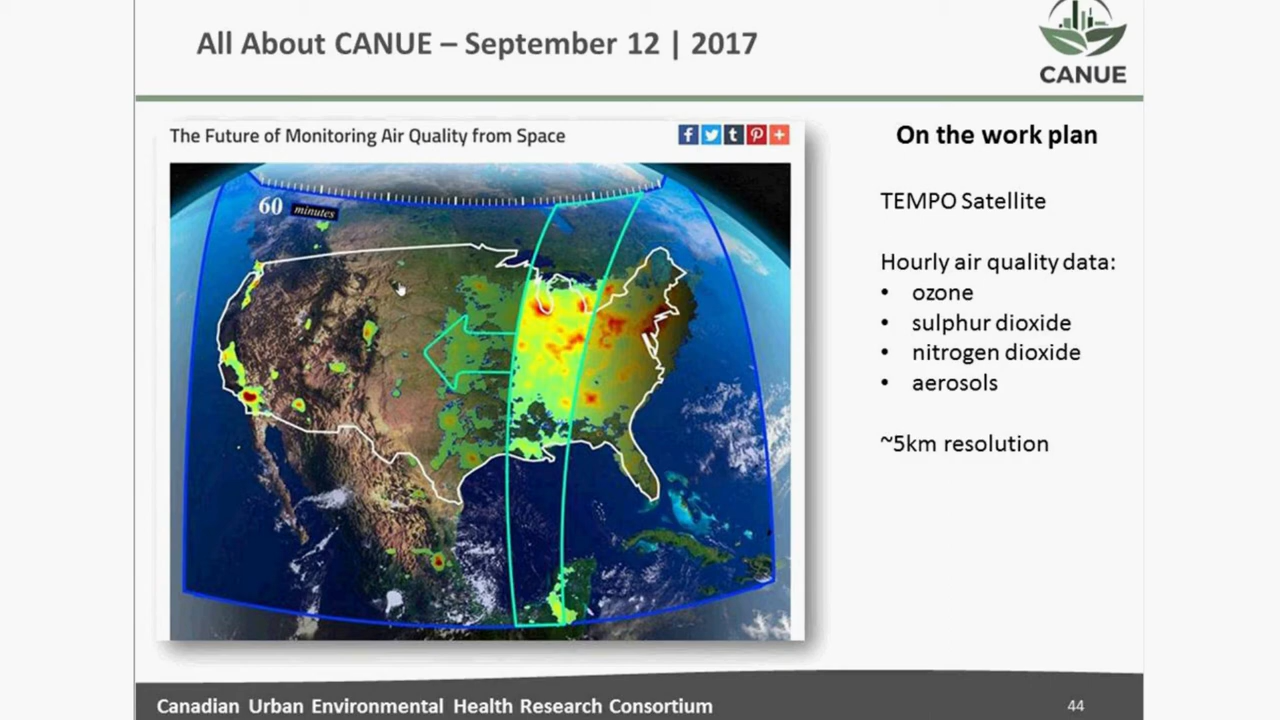 All About CANUE – September 12 | 2017
CANUE
The Future of Monitoring Air Quality from Space
f t P +
60 minutes
On the work plan
TEMPO Satellite
Hourly air quality data:
• ozone
• sulphur dioxide
• nitrogen dioxide
• aerosols
~5km resolution
Canadian Urban Environmental Health Research Consortium
44